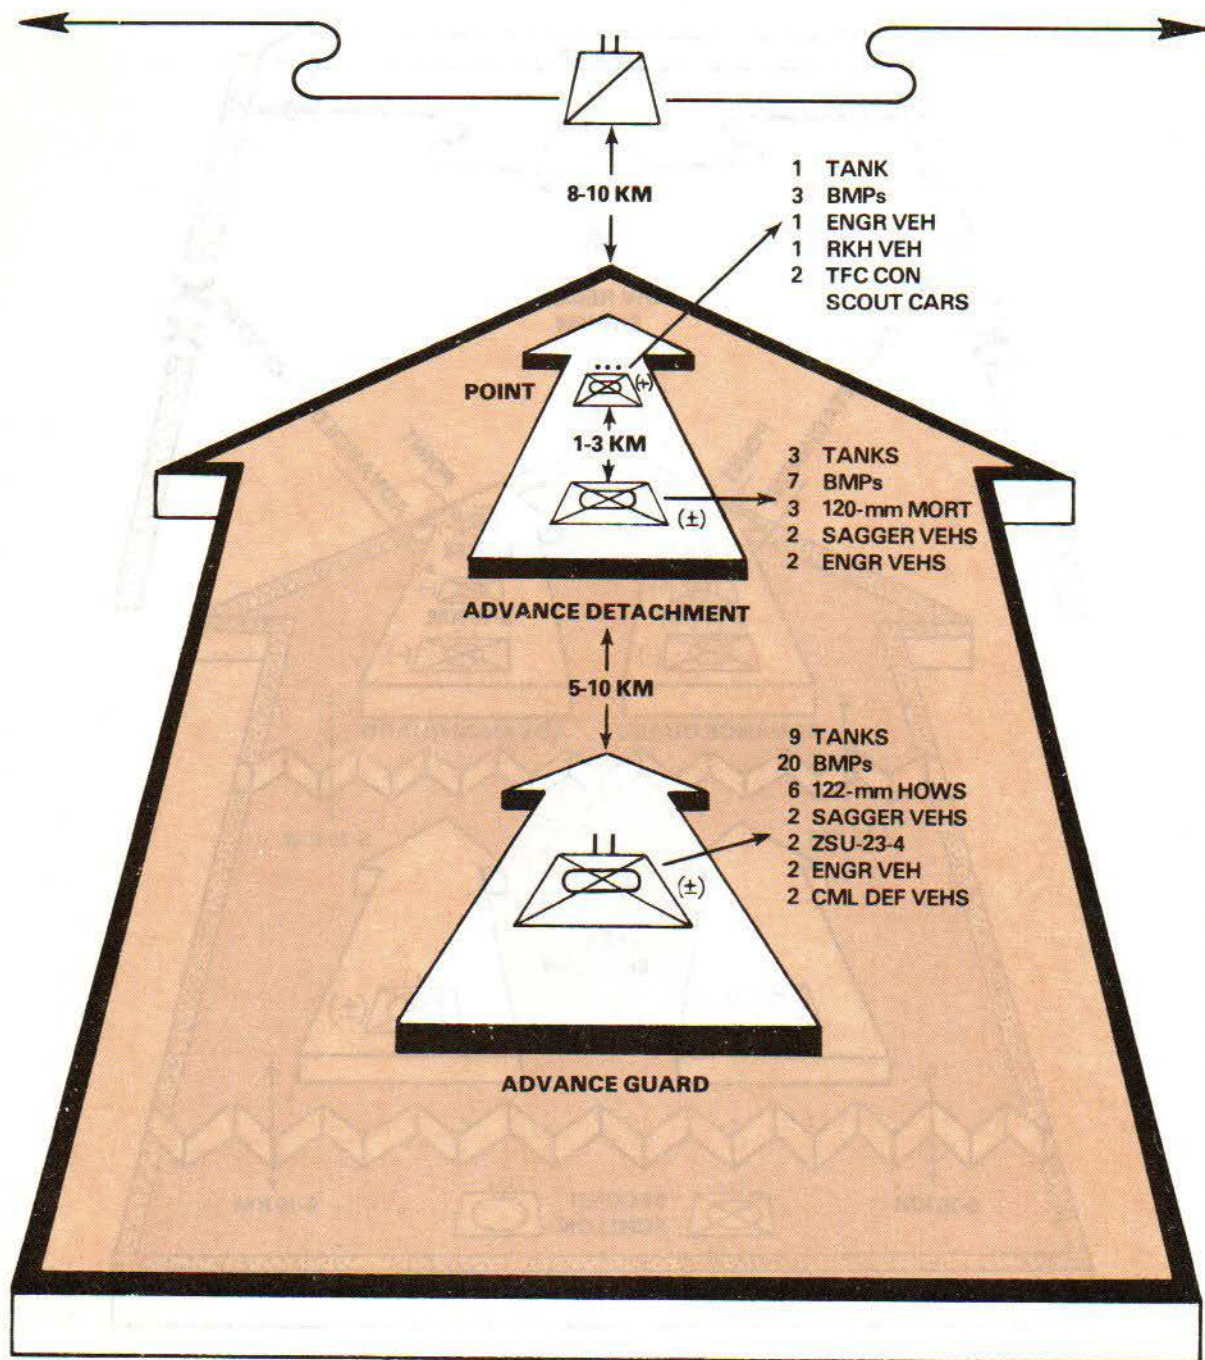 8-10 KM
1 TANK
3 BMPs
1 ENGR VEH
1 RKH VEH
2 TFC CON
SCOUT CARS
POINT
(+)
1-3 KM
3 TANKS
7 BMPs
3 120-mm MORT
2 SAGGER VEHS
2 ENGR VEHS
(±)
ADVANCE DETACHMENT
5-10 KM
9 TANKS
20 BMPs
6 122-mm HOWS
2 SAGGER VEHS
2 ZSU-23-4
2 ENGR VEH
2 CML DEF VEHS
(±)
ADVANCE GUARD